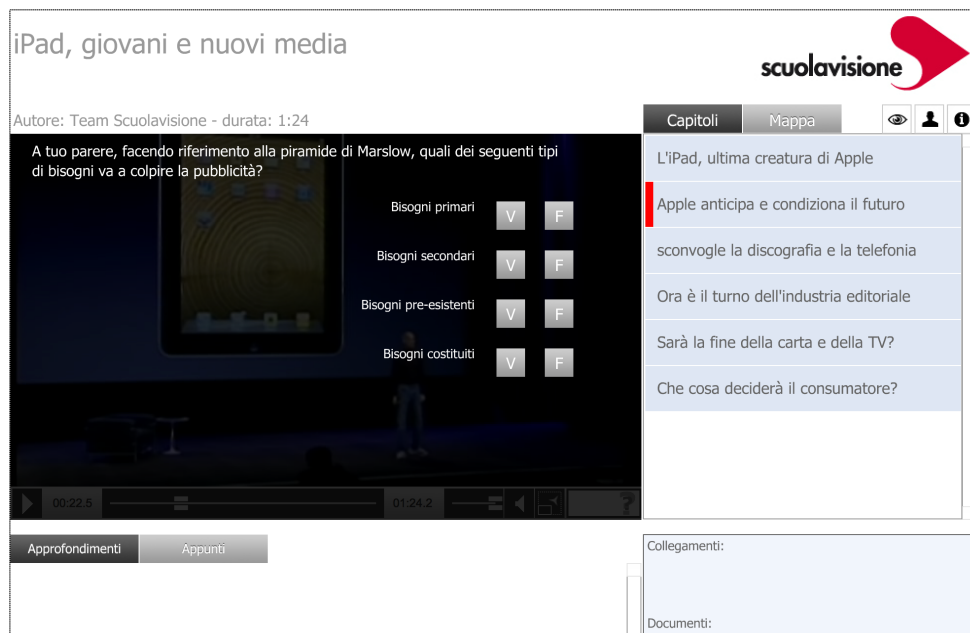 iPad, giovani e nuovi media
scuolavisione
Autore: Team Scuolavisione - durata: 1:24
Capitoli
Mappa
A tuo parere, facendo riferimento alla piramide di Marslow, quali dei seguenti tipi
di bisogni va a colpire la pubblicità?
Bisogni primari
V F
Bisogni secondari
V F
Bisogni pre-esistenti
V F
Bisogni costituiti
V F
00:22.5
01:24.2
?
L'iPad, ultima creatura di Apple
Apple anticipa e condiziona il futuro
sconvogle la discografia e la telefonia
Ora è il turno dell'industria editoriale
Sarà la fine della carta e della TV?
Che cosa deciderà il consumatore?
Approfondimenti
Appunti
Collegamenti:
Documenti: